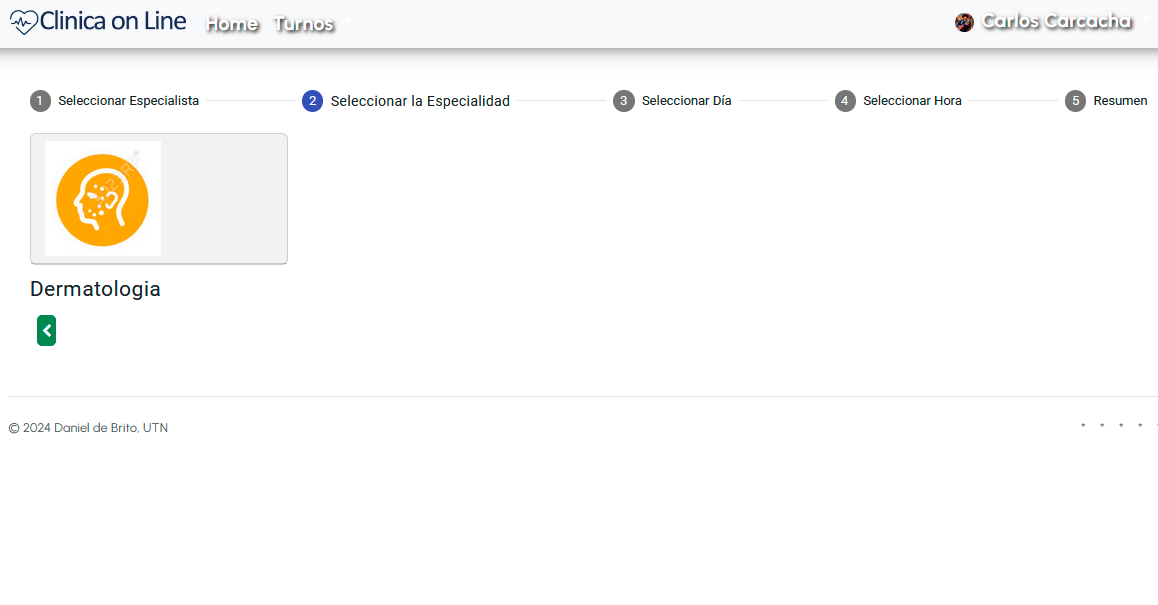 Clinica on Line Home Turnos Carlos Carcacha
1 Seleccionar Especialista 2 Seleccionar la Especialidad 3 Seleccionar Día 4 Seleccionar Hora 5 Resumen
Dermatologia
© 2024 Daniel de Brito, UTN
* * * * *